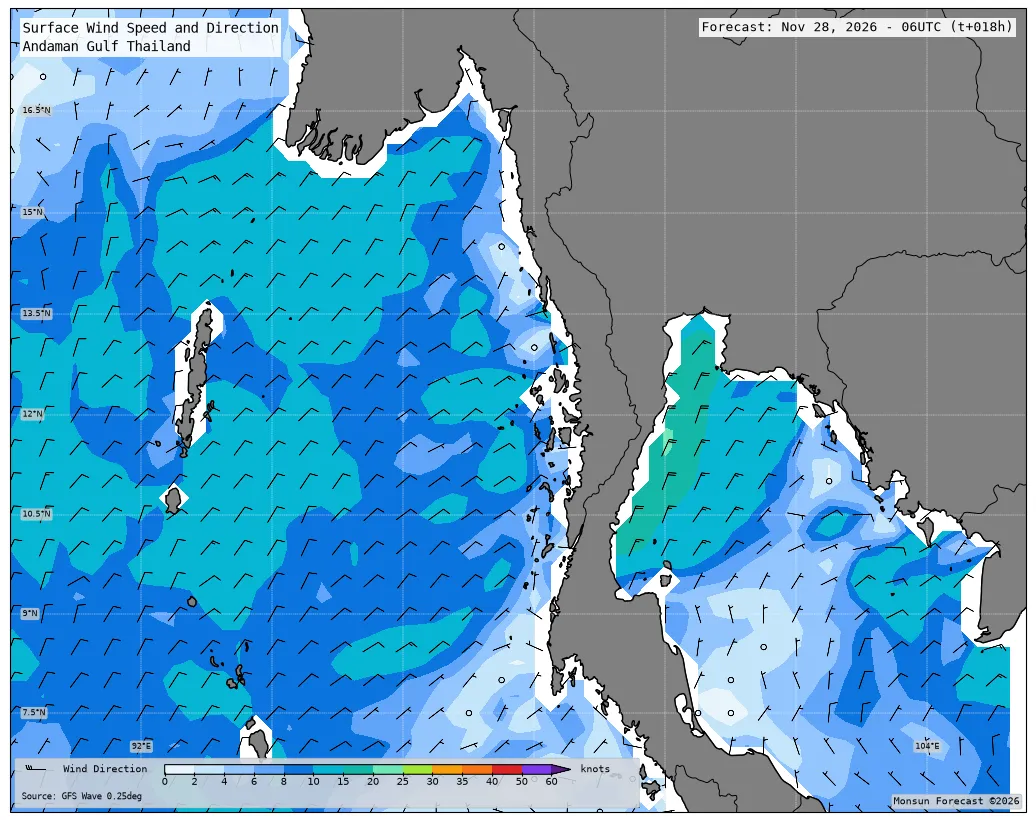 Surface Wind Speed and Direction
Andaman Gulf Thailand
Forecast: Nov 28, 2026 - 06UTC (t+018h)
16.5°N
15°N
13.5°N
12°N
10.5°N
9°N
7.5°N
92°E
104°E
Wind Direction
0 2 4 6 8 10 15 20 25 30 35 40 50 60
knots
Source: GFS Wave 0.25deg
Monsun Forecast ©2026